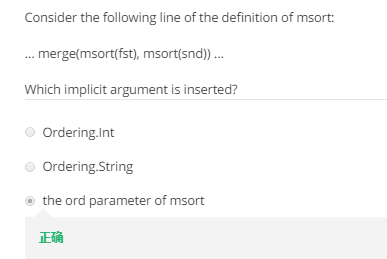 Consider the following line of the definition of msort:
... merge(msort(fst), msort(snd)) ...
Which implicit argument is inserted?
Ordering.Int
Ordering.String
the ord parameter of msort
正确